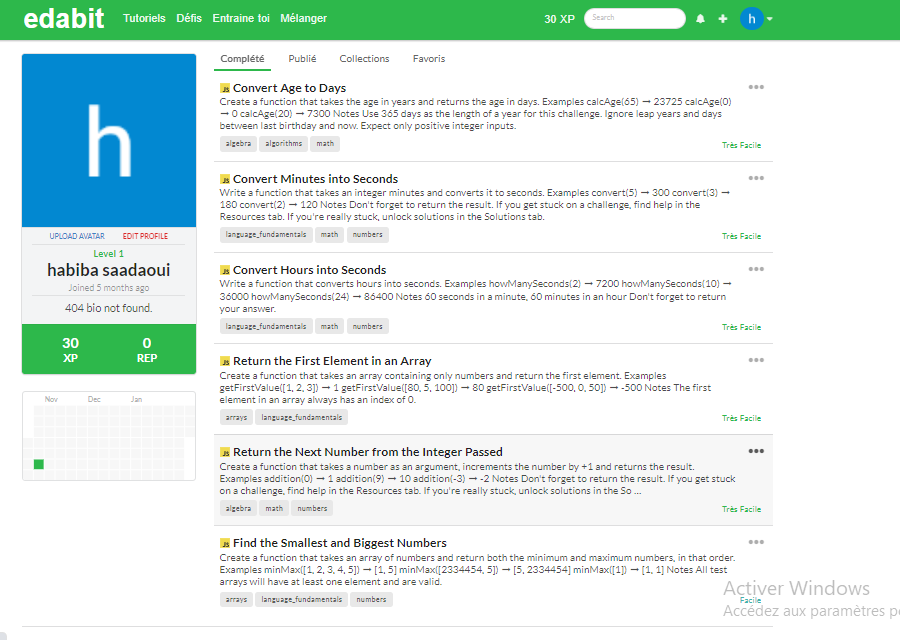 edabit
Tutoriels Défis Entraine toi Mélanger
30 XP Search h
h
UPLOAD AVATAR EDIT PROFILE
Level 1
habiba saadaoui
Joined 5 months ago
404 bio not found.
30 0
XP REP
Nov Dec Jan
Complété Publié Collections Favoris
JS Convert Age to Days
Create a function that takes the age in years and returns the age in days. Examples calcAge(65) → 23725 calcAge(0)
→ 0 calcAge(20) → 7300 Notes Use 365 days as the length of a year for this challenge. Ignore leap years and days
between last birthday and now. Expect only positive integer inputs.
algebra algorithms math
Très Facile
JS Convert Minutes into Seconds
Write a function that takes an integer minutes and converts it to seconds. Examples convert(5) → 300 convert(3) →
180 convert(2) → 120 Notes Don't forget to return the result. If you get stuck on a challenge, find help in the
Resources tab. If you're really stuck, unlock solutions in the Solutions tab.
language_fundamentals math numbers
Très Facile
JS Convert Hours into Seconds
Write a function that converts hours into seconds. Examples howManySeconds(2) → 7200 howManySeconds(10) →
36000 howManySeconds(24) → 86400 Notes 60 seconds in a minute, 60 minutes in an hour Don't forget to return
your answer.
language_fundamentals math numbers
Très Facile
JS Return the First Element in an Array
Create a function that takes an array containing only numbers and return the first element. Examples
getFirstValue([1, 2, 3]) → 1 getFirstValue([80, 5, 100]) → 80 getFirstValue([-500, 0, 50]) → -500 Notes The first
element in an array always has an index of 0.
arrays language_fundamentals
Très Facile
JS Return the Next Number from the Integer Passed
Create a function that takes a number as an argument, increments the number by +1 and returns the result.
Examples addition(0) → 1 addition(9) → 10 addition(-3) → -2 Notes Don't forget to return the result. If you get stuck
on a challenge, find help in the Resources tab. If you're really stuck, unlock solutions in the So ...
algebra math numbers
Très Facile
JS Find the Smallest and Biggest Numbers
Create a function that takes an array of numbers and return both the minimum and maximum numbers, in that order.
Examples minMax([1, 2, 3, 4, 5]) → [1, 5] minMax([2334454, 5]) → [5, 2334454] minMax([1]) → [1, 1] Notes All test
arrays will have at least one element and are valid.
arrays language_fundamentals numbers
Facile
Activer Windows
Accédez aux paramètres p